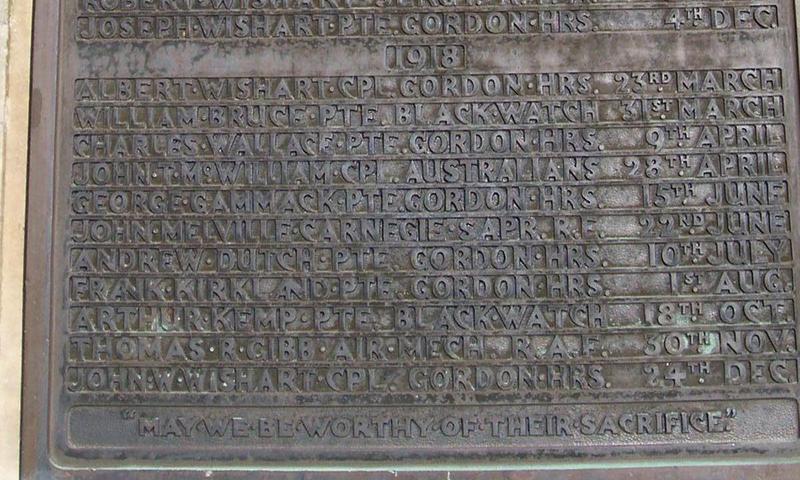 JOSEPH·WISHART·PTE·GORDON·HRS. 4TH DEC.
1918
ALBERT·WISHART·CPL. GORDON·HRS. 23RD MARCH
WILLIAM·BRUCE·PTE. BLACK·WATCH 31ST MARCH
CHARLES·WALLACE·PTE.GORDON·HRS. 9TH APRIL
JOHN·T·McWILLIAM·CPL. AUSTRALIANS 28TH APRIL
GEORGE·GAMMACK·PTE.GORDON·HRS. 15TH JUNE
JOHN·MELVILLE·CARNEGIE·SAPR. R.E. 22ND JUNE
ANDREW·DUTCH·PTE. GORDON·HRS. 10TH JULY
FRANK·KIRKLAND·PTE. GORDON·HRS. 1ST AUG.
ARTHUR·KEMP·PTE. BLACK·WATCH 18TH OCT.
THOMAS·R·GIBB·AIR·MECH. R.A.F. 30TH NOV.
JOHN·W·WISHART·CPL. GORDON·HRS. 24TH DEC.
"MAY·WE·BE·WORTHY·OF·THEIR·SACRIFICE."